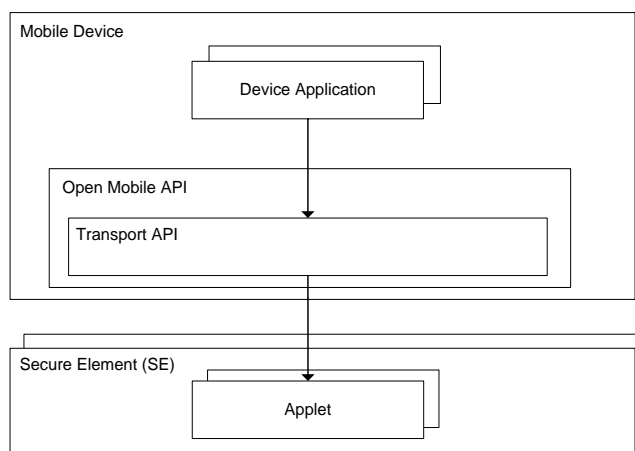 Mobile Device
Device Application
Open Mobile API
Transport API
Secure Element (SE)
Applet